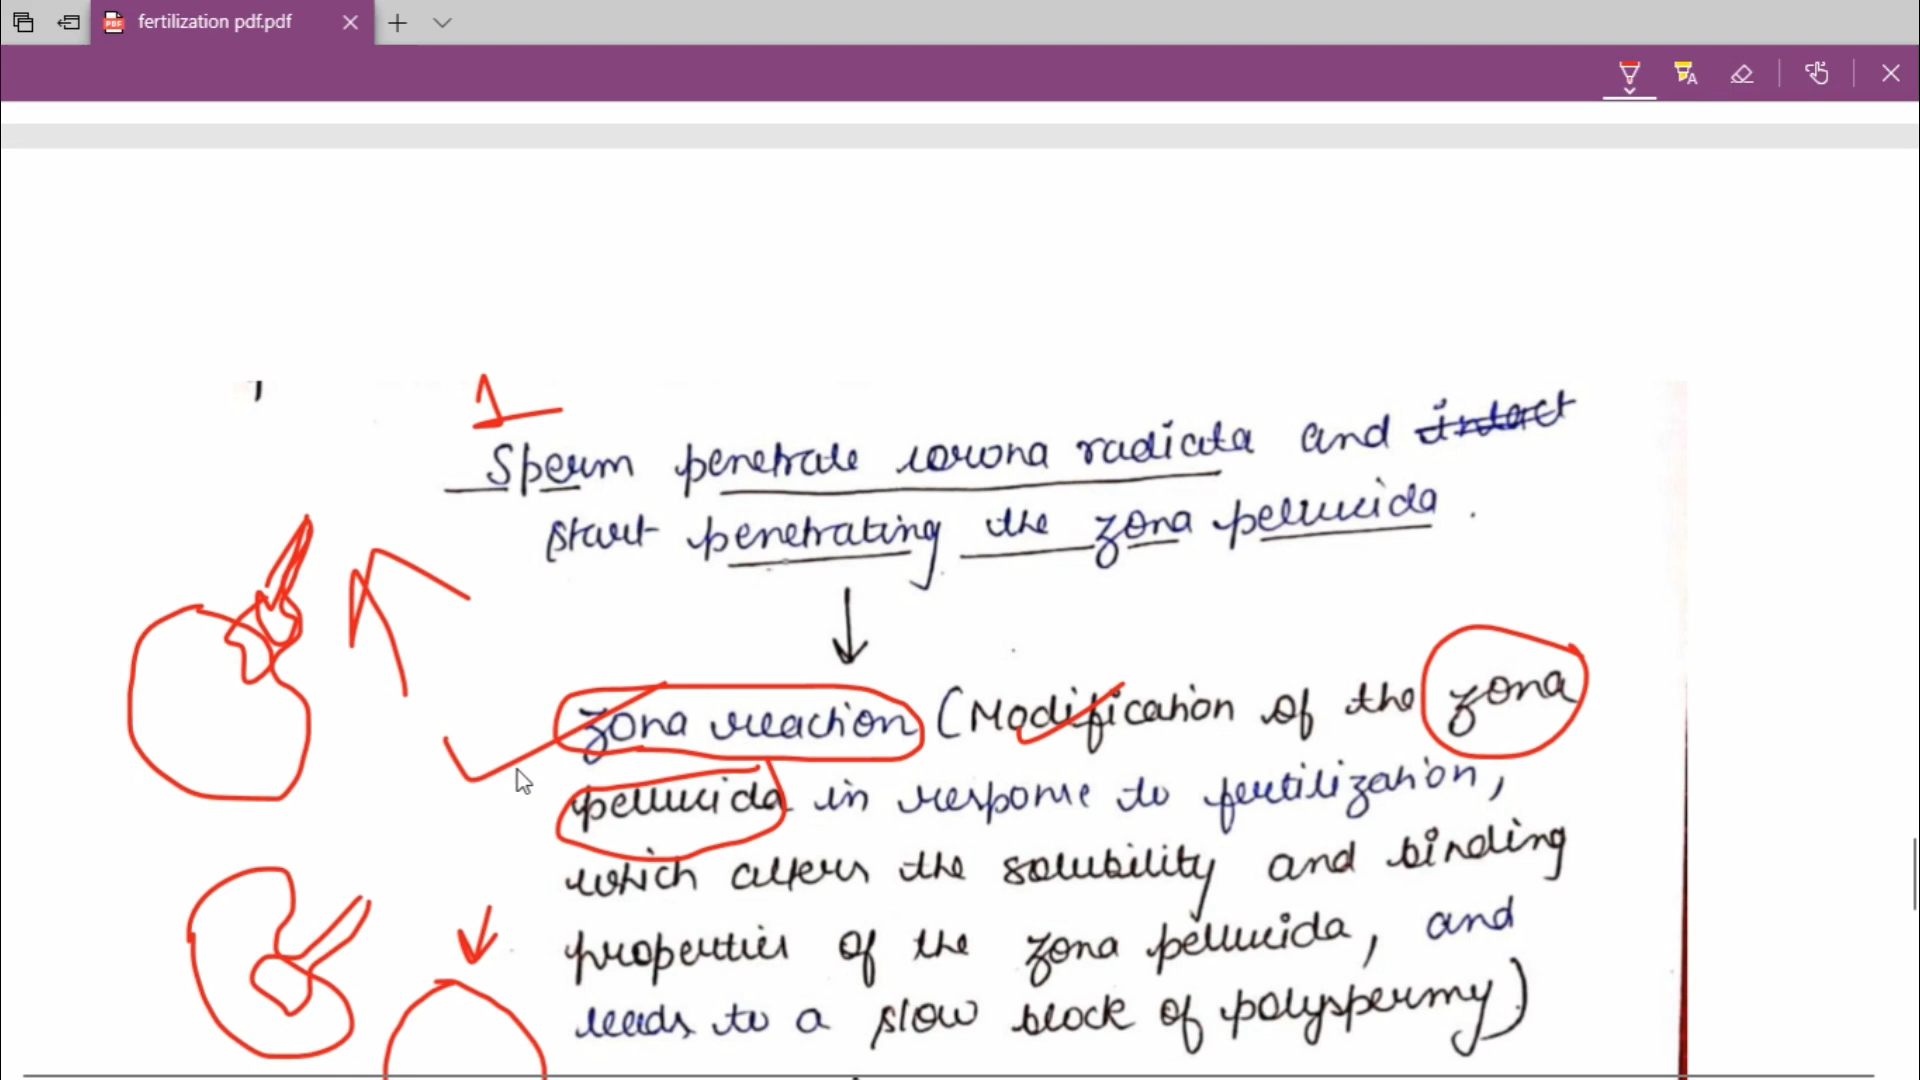 fertilization pdf.pdf
1
Sperm penetrate corona radiata and intact
start penetrating the zona pellucida.
zona reaction (Modification of the zona
pellucida in response to fertilization,
which alters the solubility and binding
properties of the zona pellucida, and
leads to a slow block of polyspermy)